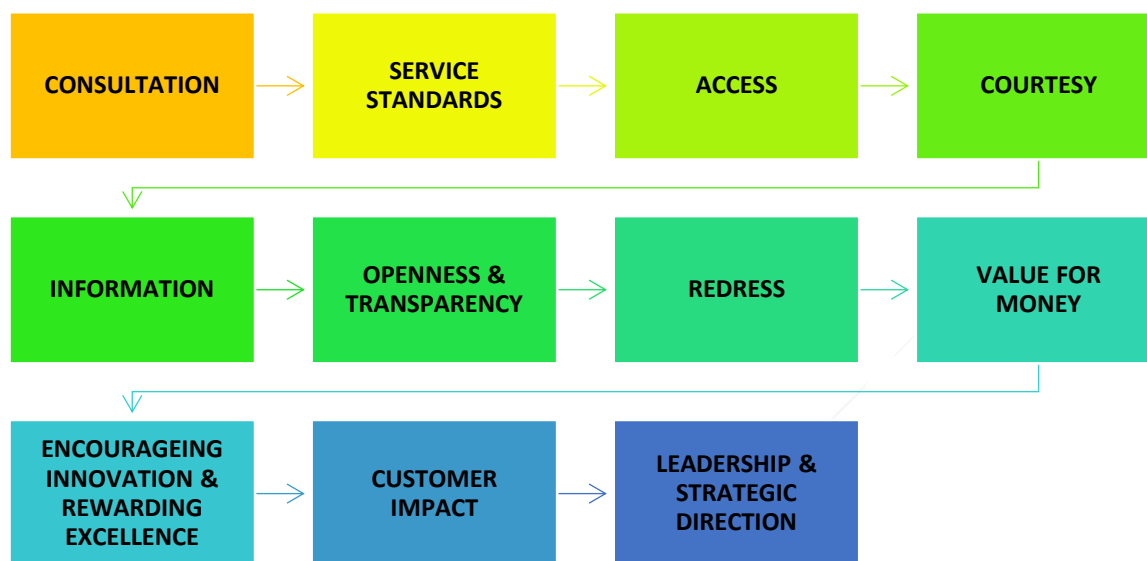 CONSULTATION
SERVICE
STANDARDS
ACCESS
COURTESY
INFORMATION
OPENNESS &
TRANSPARENCY
REDRESS
VALUE FOR
MONEY
ENCOURAGEING
INNOVATION &
REWARDING
EXCELLENCE
CUSTOMER
IMPACT
LEADERSHIP &
STRATEGIC
DIRECTION